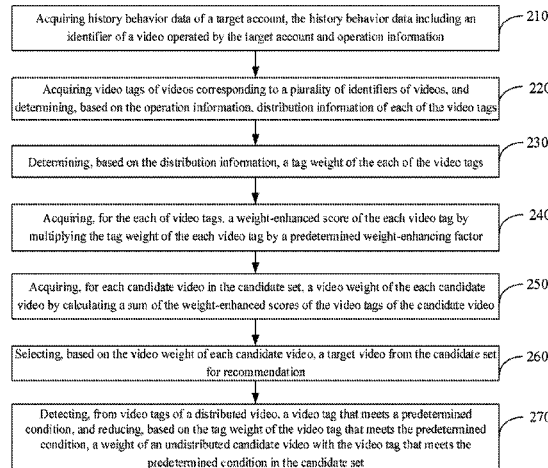 Acquiring history behavior data of a target account, the history behavior data including an
identifier of a video operated by the target account and operation information
210
Acquiring video tags of videos corresponding to a plurality of identifiers of videos, and
determining, based on the operation information, distribution information of each of the video tags
220
Determining, based on the distribution information, a tag weight of the each of the video tags
230
Acquiring, for the each of video tags, a weight-enhanced score of the each video tag by
multiplying the tag weight of the each video tag by a predetermined weight-enhancing factor
240
Acquiring, for each candidate video in the candidate set, a video weight of the each candidate
video by calculating a sum of the weight-enhanced scores of the video tags of the candidate video
250
Selecting, based on the video weight of each candidate video, a target video from the candidate set
for recommendation
260
Detecting, from video tags of a distributed video, a video tag that meets a predetermined
condition, and reducing, based on the tag weight of the video tag that meets the predetermined
condition, a weight of an undistributed candidate video with the video tag that meets the
predetermined condition in the candidate set
270